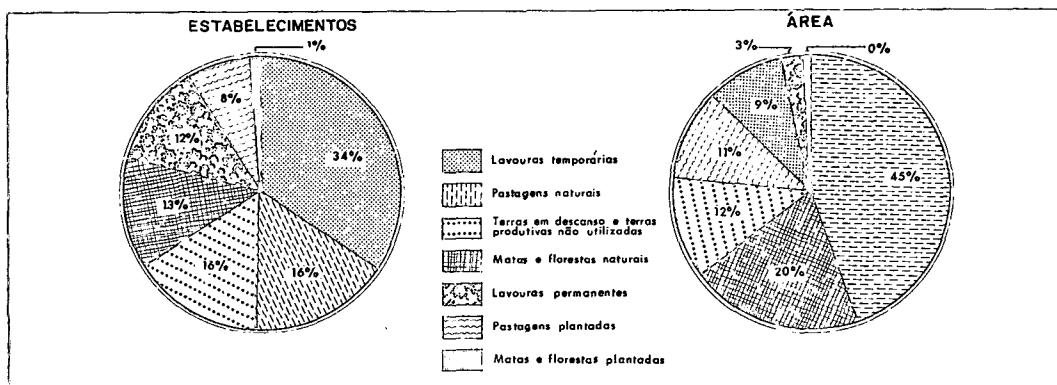 ESTABELECIMENTOS
1%
8%
12%
34%
13%
16%
16%
Lavouras temporárias
Pastagens naturais
Terras em descanso e terras
produtivas não utilizadas
Matas e florestas naturais
Lavouras permanentes
Pastagens plantadas
Matas e florestas plantadas
ÁREA
3%
0%
9%
11%
45%
12%
20%